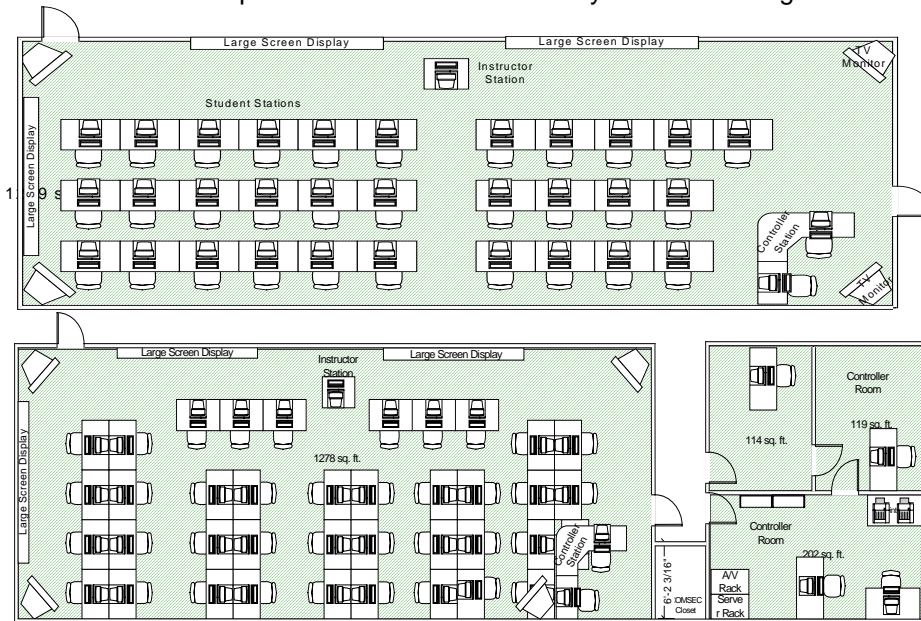 Large Screen Display
Large Screen Display
TV
Monitor
Instructor
Station
Student Stations
Large Screen Display
Controller
Station
TV
Monitor
Large Screen Display
Large Screen Display
Instructor
Station
Large Screen Display
1278 sq. ft.
Controller
Station
Controller
Room
119 sq. ft.
114 sq. ft.
Controller
Room
202 sq. ft.
A/V
Rack
Serve
r Rack
6'-2 3/16"
Closet